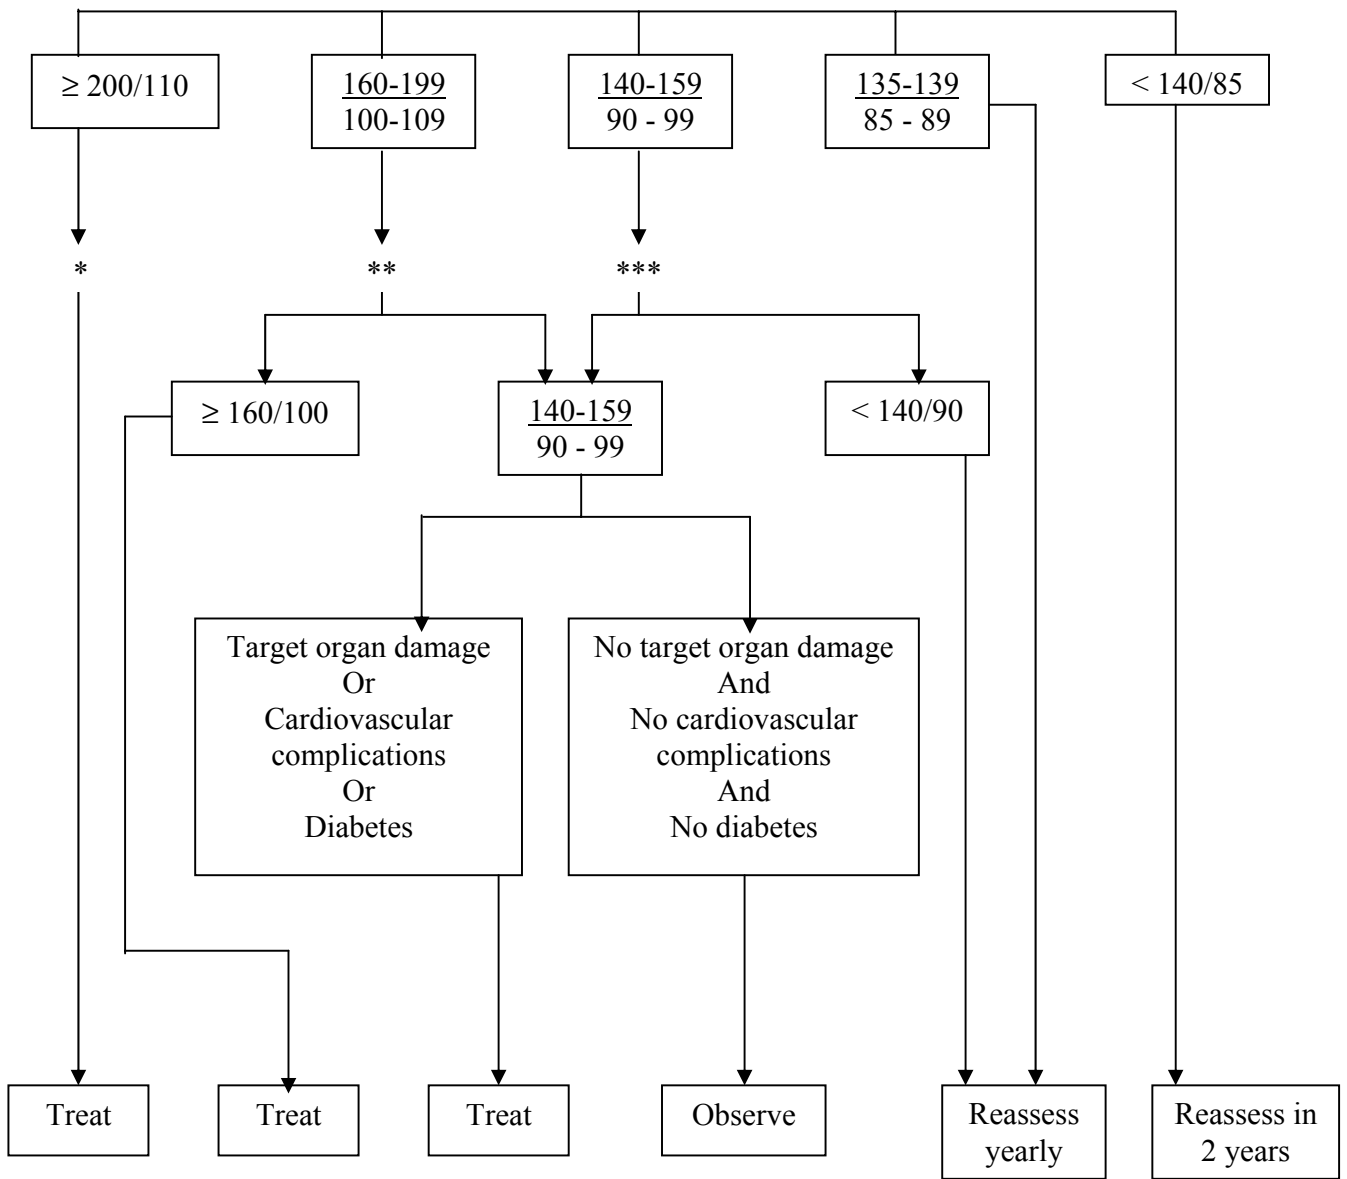 ≥ 200/110
160-199
100-109
140-159
90 - 99
135-139
85 - 89
< 140/85
*
**
***
≥ 160/100
140-159
90 - 99
< 140/90
Target organ damage
Or
Cardiovascular
complications
Or
Diabetes
No target organ damage
And
No cardiovascular
complications
And
No diabetes
Treat
Treat
Treat
Observe
Reassess
yearly
Reassess in
2 years